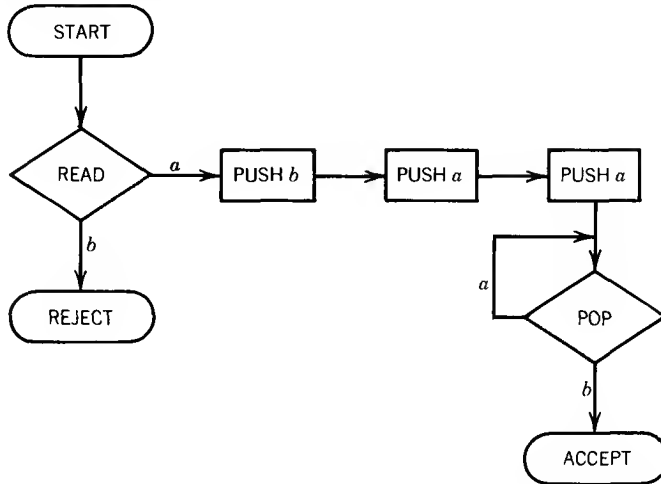 START
READ
a
PUSH b
PUSH a
PUSH a
b
a
REJECT
POP
b
ACCEPT